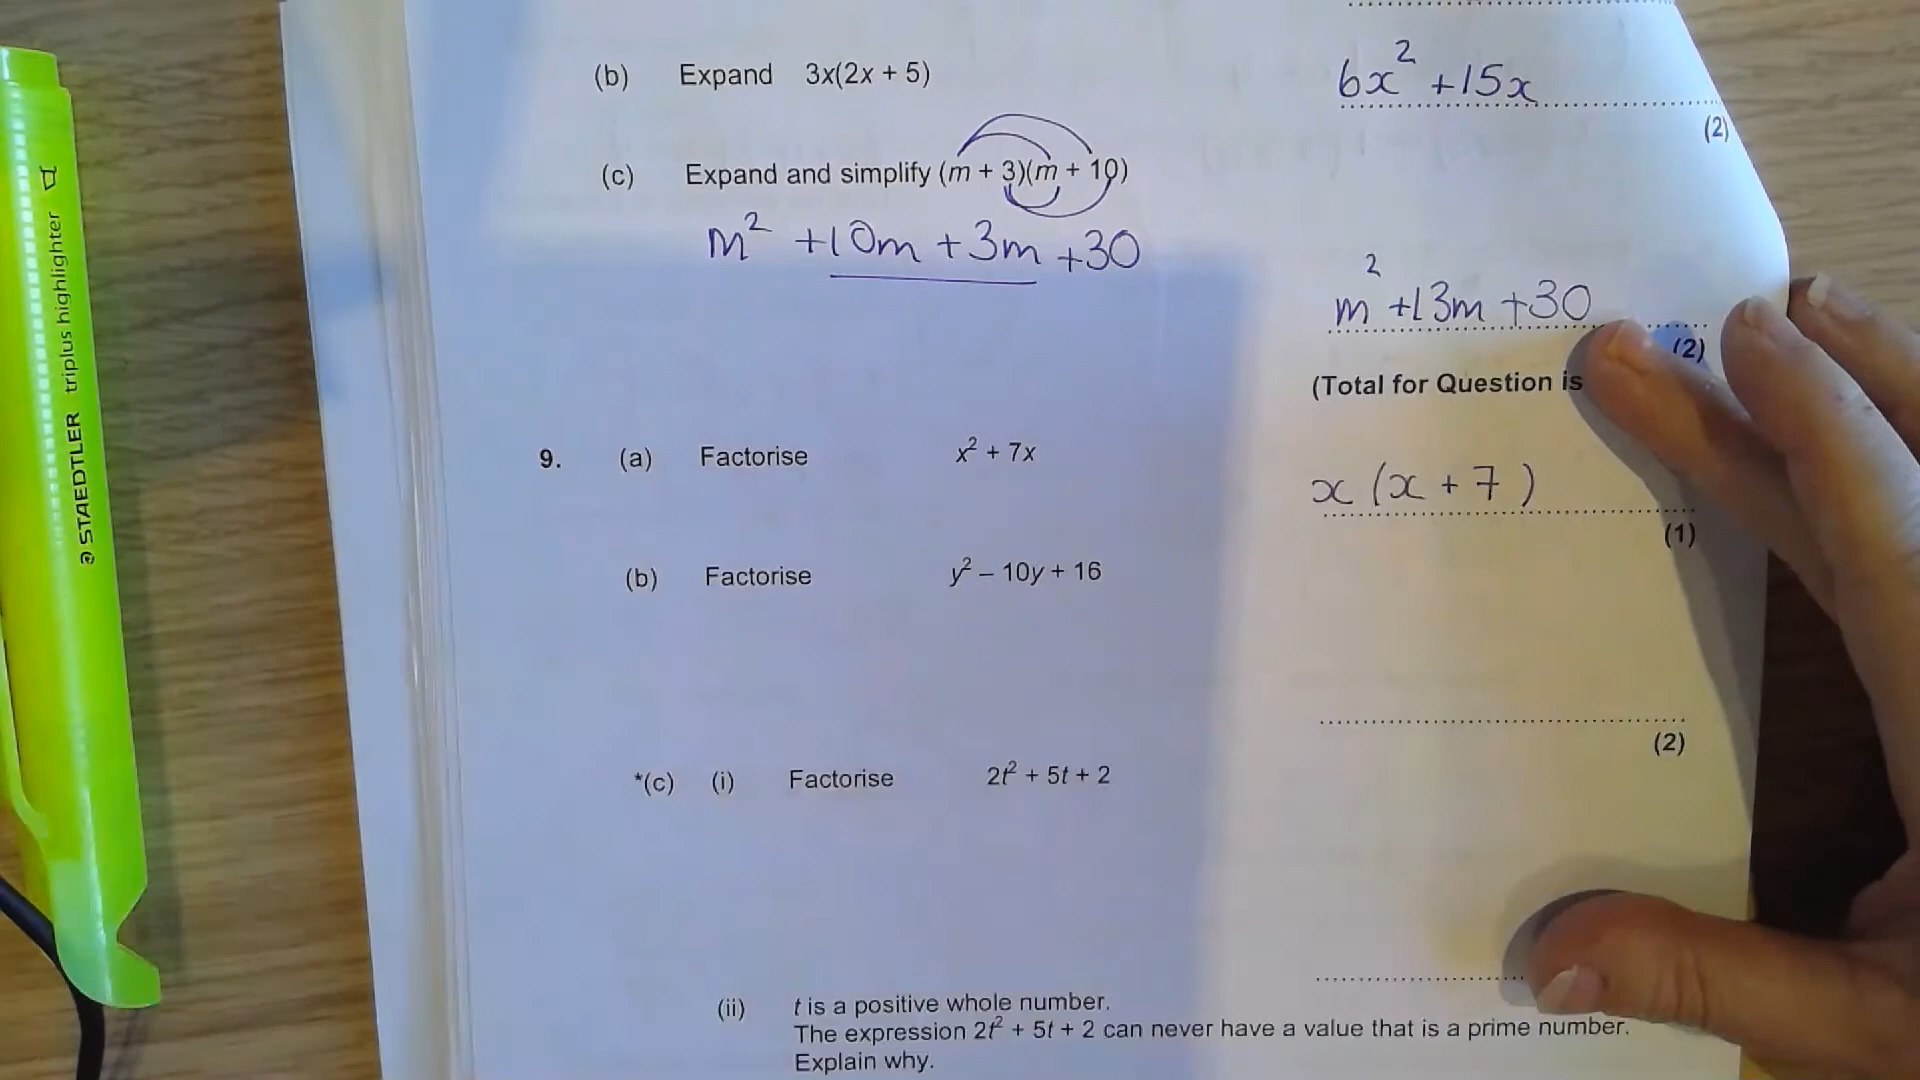 (b) Expand 3x(2x + 5)
6x² +15x
(2)
(c) Expand and simplify (m + 3)(m + 10)
m² +10m +3m +30
m² +13m +30
(2)
(Total for Question is
9. (a) Factorise x² + 7x
x (x + 7)
(1)
(b) Factorise y² – 10y + 16
(2)
*(c) (i) Factorise 2t² + 5t + 2
(ii) t is a positive whole number.
The expression 2t² + 5t + 2 can never have a value that is a prime number.
Explain why.
STAEDTLER triplus highlighter